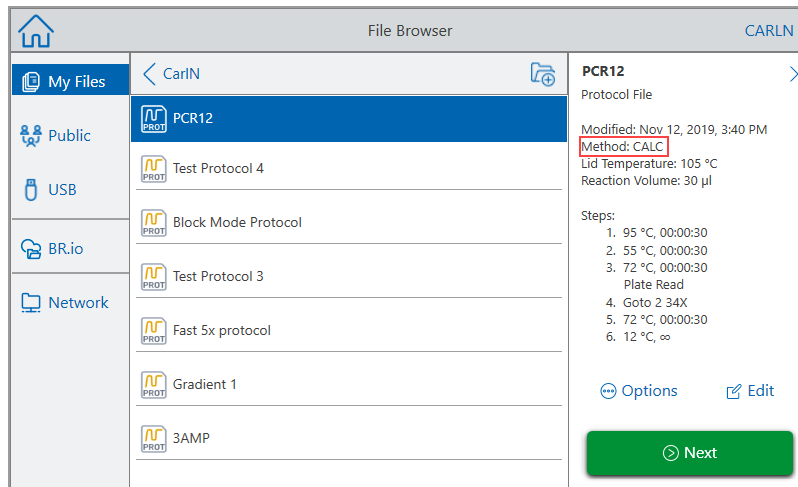 File Browser
CARLN
My Files
Public
USB
BR.io
Network
CarIN
PCR12
Test Protocol 4
Block Mode Protocol
Test Protocol 3
Fast 5x protocol
Gradient 1
3AMP
PROT
PROT
PROT
PROT
PROT
PROT
PROT
PCR12
Protocol File
Modified: Nov 12, 2019, 3:40 PM
Method: CALC
Lid Temperature: 105 °C
Reaction Volume: 30 µl
Steps:
1. 95 °C, 00:00:30
2. 55 °C, 00:00:30
3. 72 °C, 00:00:30
Plate Read
4. Goto 2 34X
5. 72 °C, 00:00:30
6. 12 °C, ∞
Options
Edit
Next